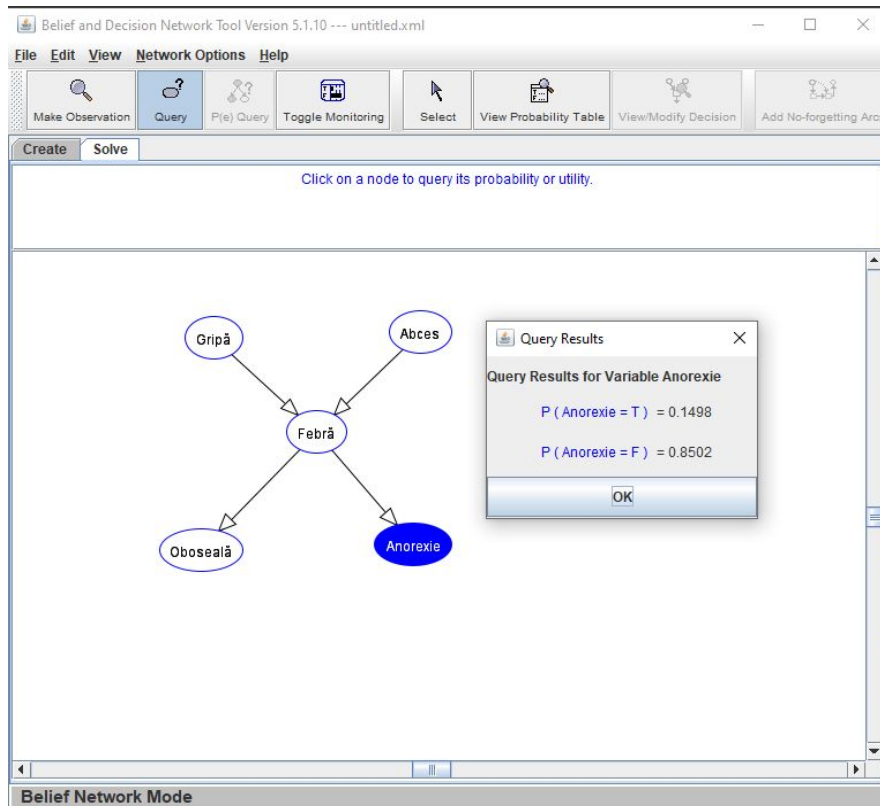 Belief and Decision Network Tool Version 5.1.10 --- untitled.xml
File Edit View Network Options Help
Make Observation Query P(e) Query Toggle Monitoring Select View Probability Table View/Modify Decision Add No-forgetting Arc
Create Solve
Click on a node to query its probability or utility.
Gripă
Abces
Febră
Oboseală
Anorexie
Query Results
Query Results for Variable Anorexie
P ( Anorexie = T ) = 0.1498
P ( Anorexie = F ) = 0.8502
OK
Belief Network Mode